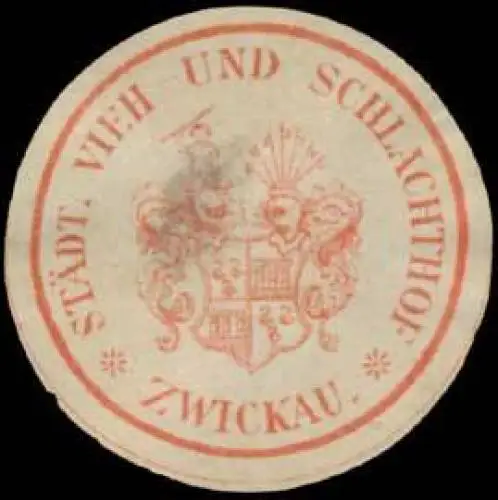 STÄDT. VIEH UND SCHLACHTHOF
ZWICKAU.